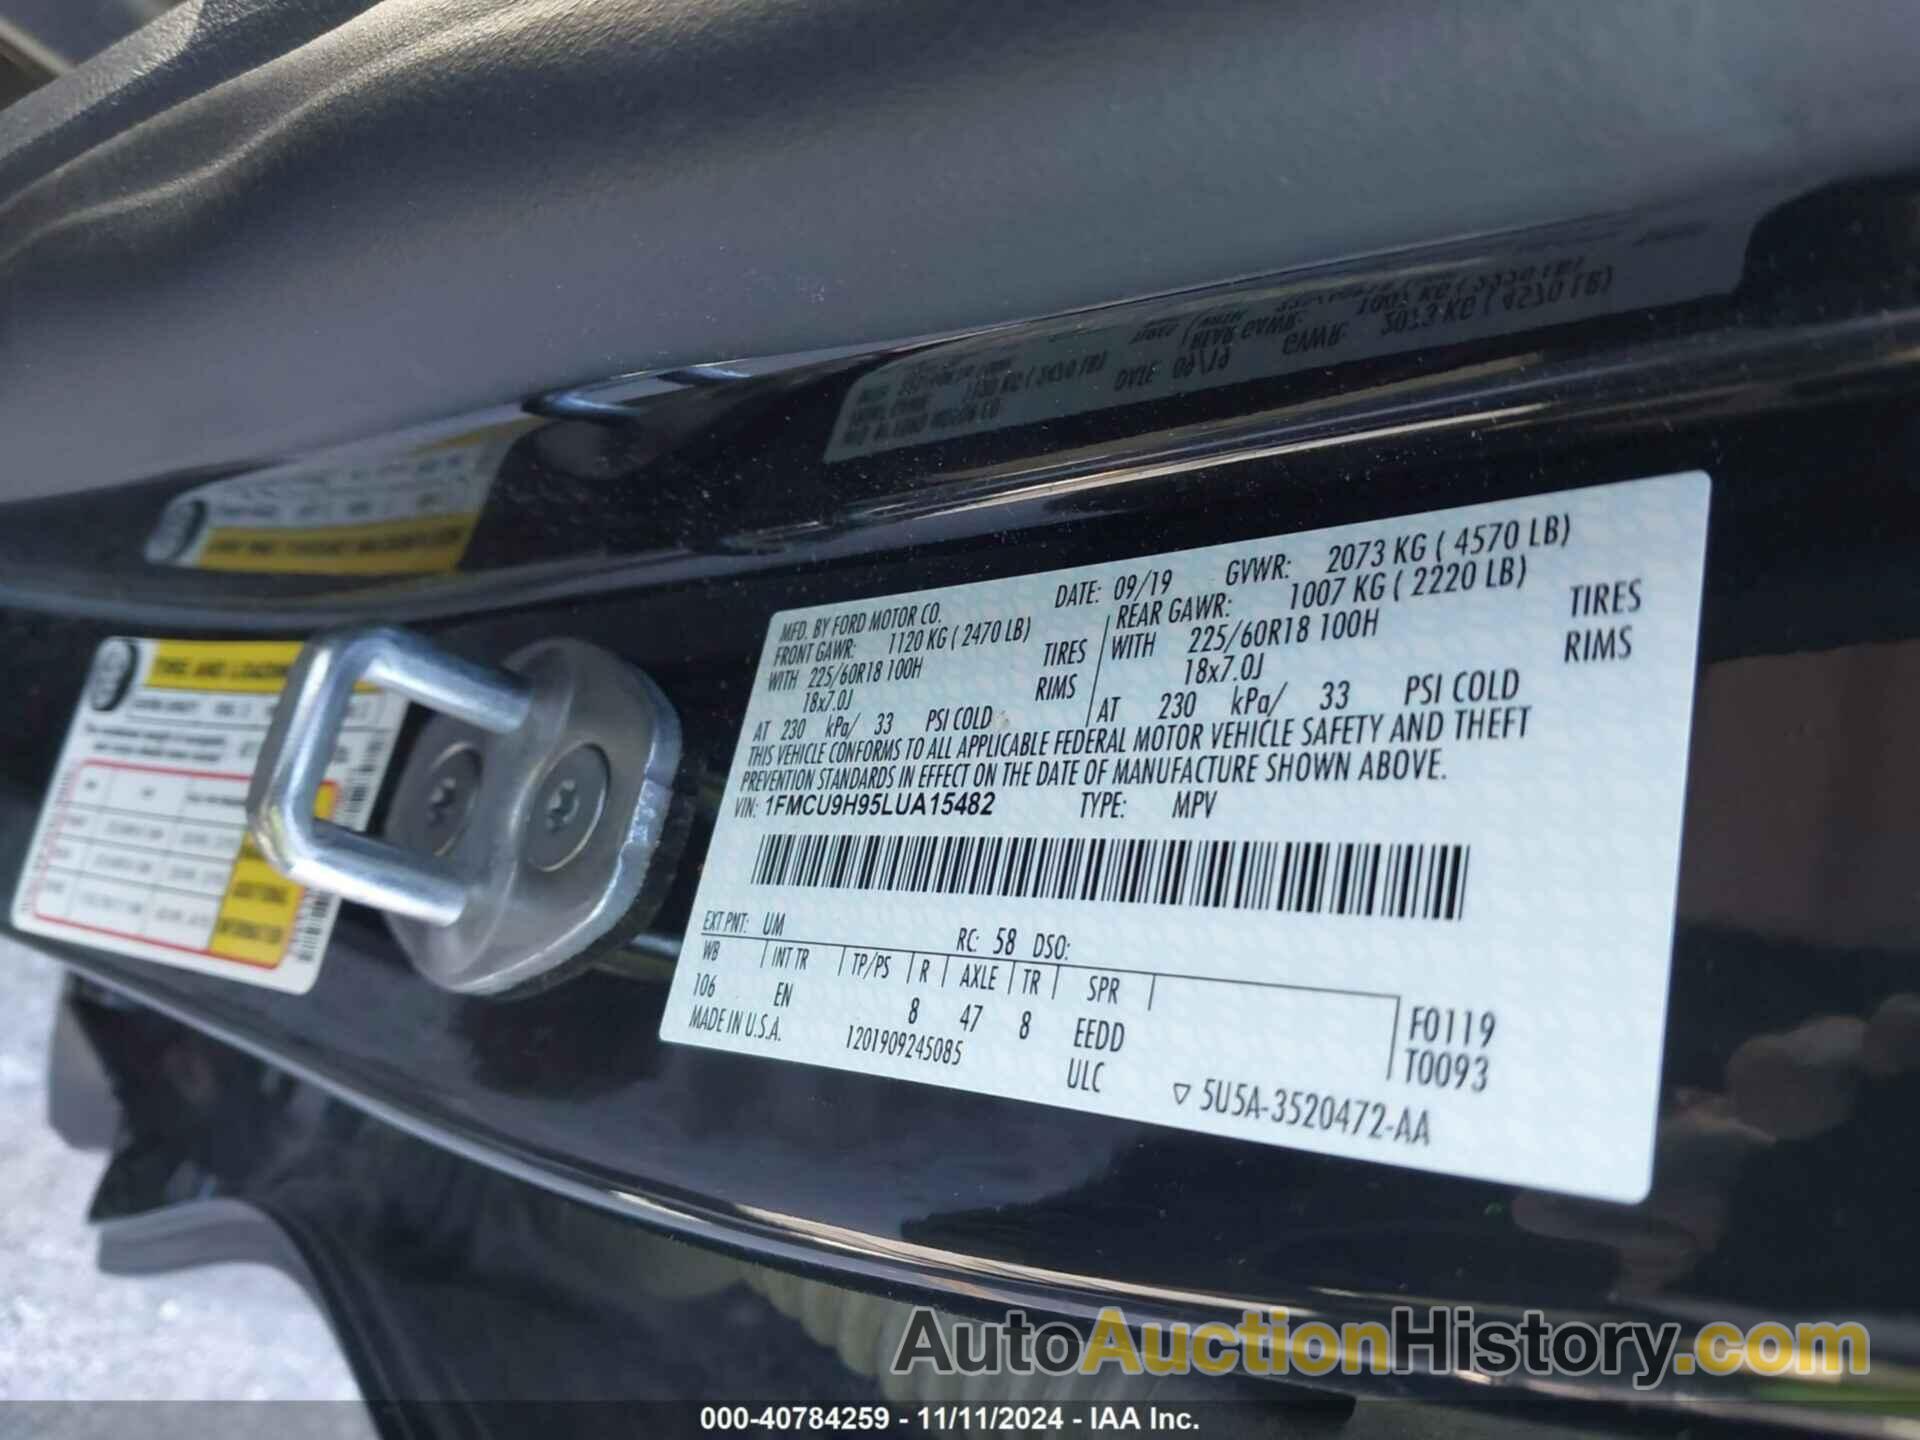 MFD. BY FORD MOTOR CO. DATE: 09/19 GVWR: 2073 KG ( 4570 LB)
FRONT GAWR: 1120 KG ( 2470 LB) REAR GAWR: 1007 KG ( 2220 LB)
WITH 225/60R18 100H TIRES WITH 225/60R18 100H TIRES
18x7.0J RIMS 18x7.0J RIMS
AT 230 kPa/ 33 PSI COLD AT 230 kPa/ 33 PSI COLD
THIS VEHICLE CONFORMS TO ALL APPLICABLE FEDERAL MOTOR VEHICLE SAFETY AND THEFT
PREVENTION STANDARDS IN EFFECT ON THE DATE OF MANUFACTURE SHOWN ABOVE.
VIN: 1FMCU9H95LUA15482 TYPE: MPV
EXT PNT: UM RC: 58 DSO:
WB INT TR TP/PS R AXLE TR SPR
106 EN 8 47 8 EEDD F0119
MADE IN U.S.A. 1201909245085 ULC T0093
▽ 5U5A-3520472-AA
TIRE AND LOADING
ADDITIONAL
INFORMATION
AutoAuctionHistory.com
000-40784259 - 11/11/2024 - IAA Inc.